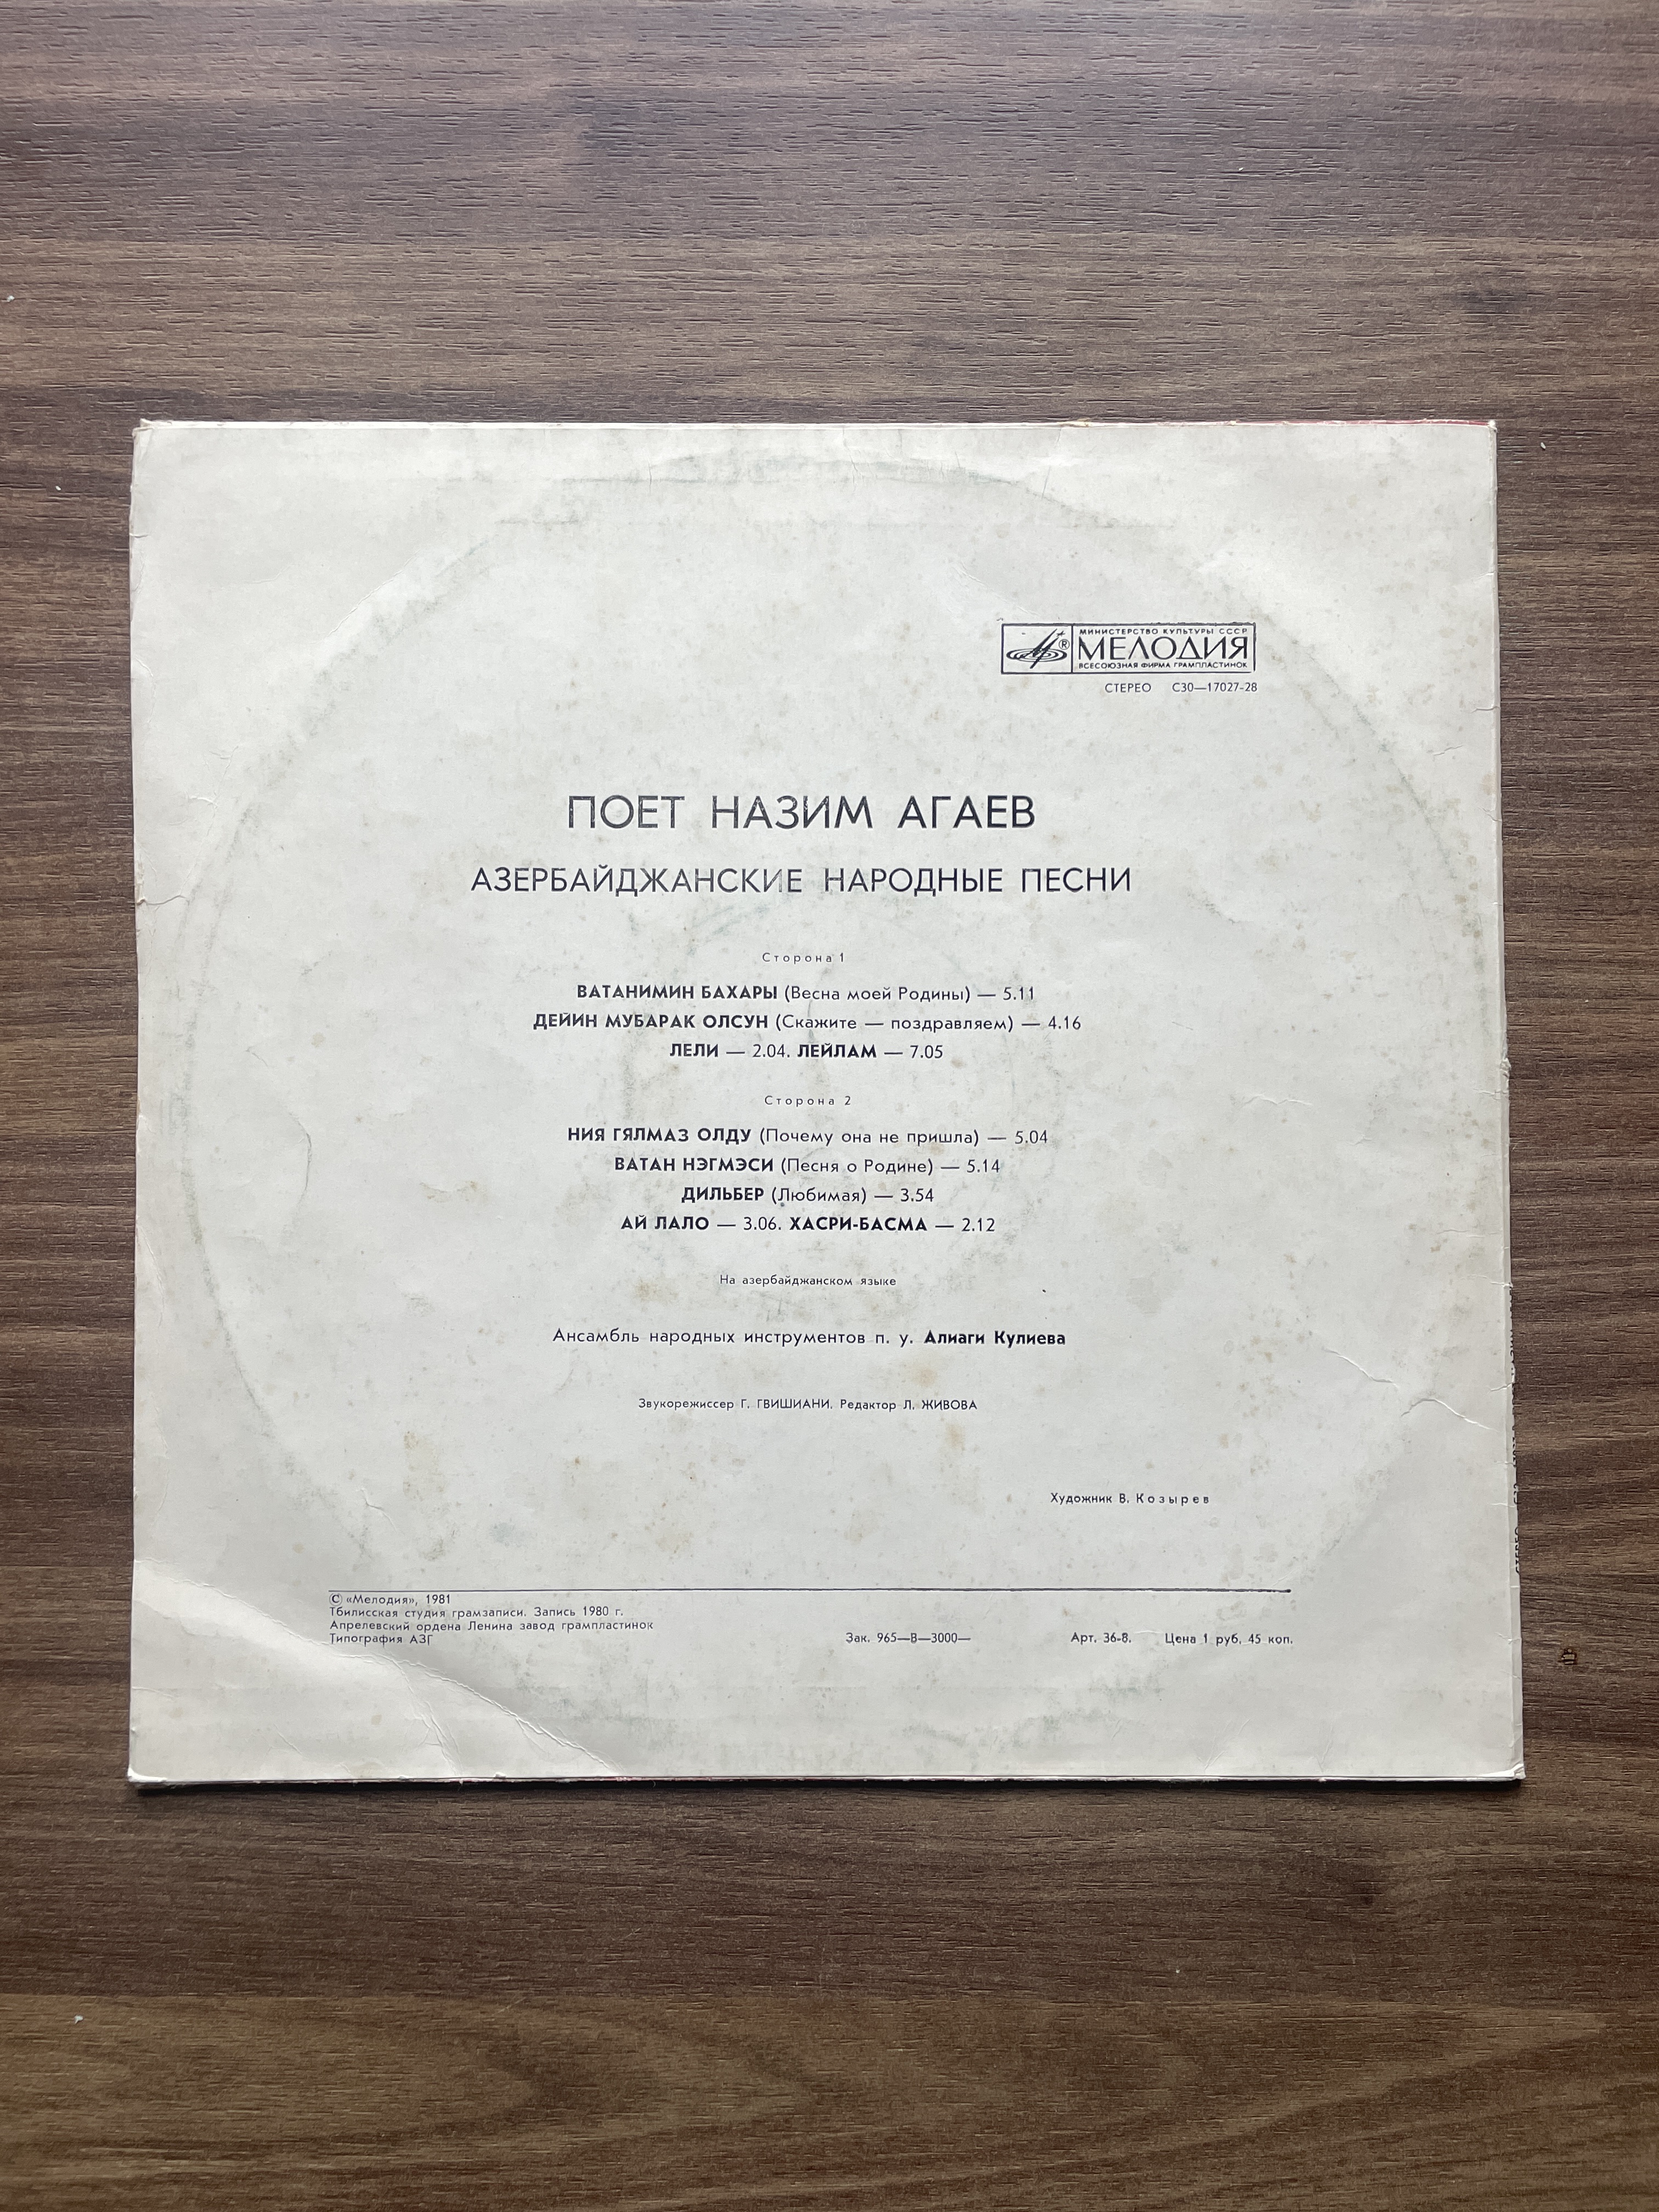 МИНИСТЕРСТВО КУЛЬТУРЫ СССР
МЕЛОДИЯ
ВСЕСОЮЗНАЯ ФИРМА ГРАМПЛАСТИНОК
СТЕРЕО С30—17027-28
ПОЕТ НАЗИМ АГАЕВ
АЗЕРБАЙДЖАНСКИЕ НАРОДНЫЕ ПЕСНИ
Сторона 1
ВАТАНИМИН БАХАРЫ (Весна моей Родины) — 5.11
ДЕЙИН МУБАРАК ОЛСУН (Скажите — поздравляем) — 4.16
ЛЕЛИ — 2.04. ЛЕЙЛАМ — 7.05
Сторона 2
НИЯ ГЯЛМАЗ ОЛДУ (Почему она не пришла) — 5.04
ВАТАН НЭГМЭСИ (Песня о Родине) — 5.14
ДИЛЬБЕР (Любимая) — 3.54
АЙ ЛАЛО — 3.06. ХАСРИ-БАСМА — 2.12
На азербайджанском языке
Ансамбль народных инструментов п. у. Алиаги Кулиева
Звукорежиссер Г. ГВИШИАНИ. Редактор Л. ЖИВОВА
Художник В. Козырев
© «Мелодия», 1981
Тбилисская студия грамзаписи. Запись 1980 г.
Апрелевский ордена Ленина завод грампластинок
Типография АЗГ Зак. 965—В—3000— Арт. 36-8. Цена 1 руб. 45 коп.